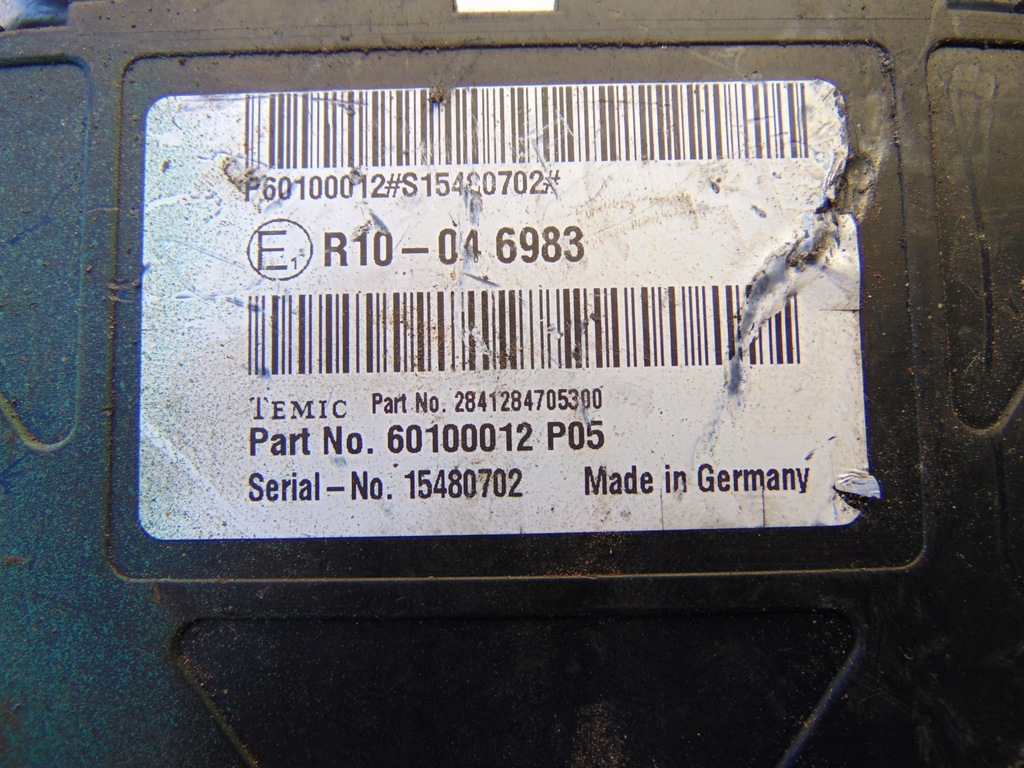 P60100012#S15480702#
E1 R10 – 04 6983
TEMIC Part No. 2841284705300
Part No. 60100012 P05
Serial – No. 15480702 Made in Germany